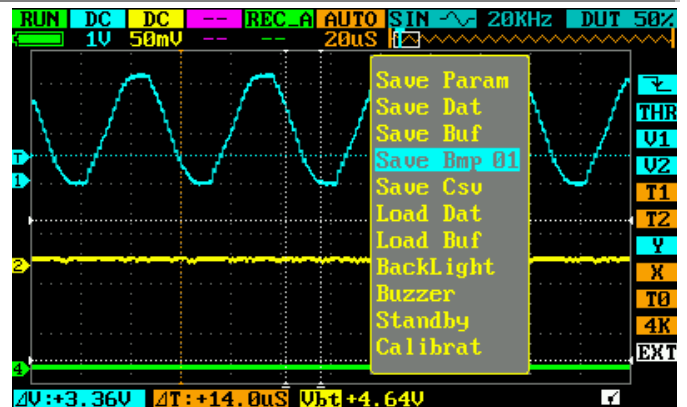 RUN DC DC -- REC_A AUTO SIN 20KHz DUT 50%
1V 50mV -- -- 20uS
Save Param
Save Dat
Save Buf
Save Bmp 01
Save Csv
Load Dat
Load Buf
BackLight
Buzzer
Standby
Calibrat
THR
V1
V2
T1
T2
Y
X
T0
4K
EXT
T
1
2
4
ΔV:+3.36V ΔT:+14.0uS Vbt+4.64V